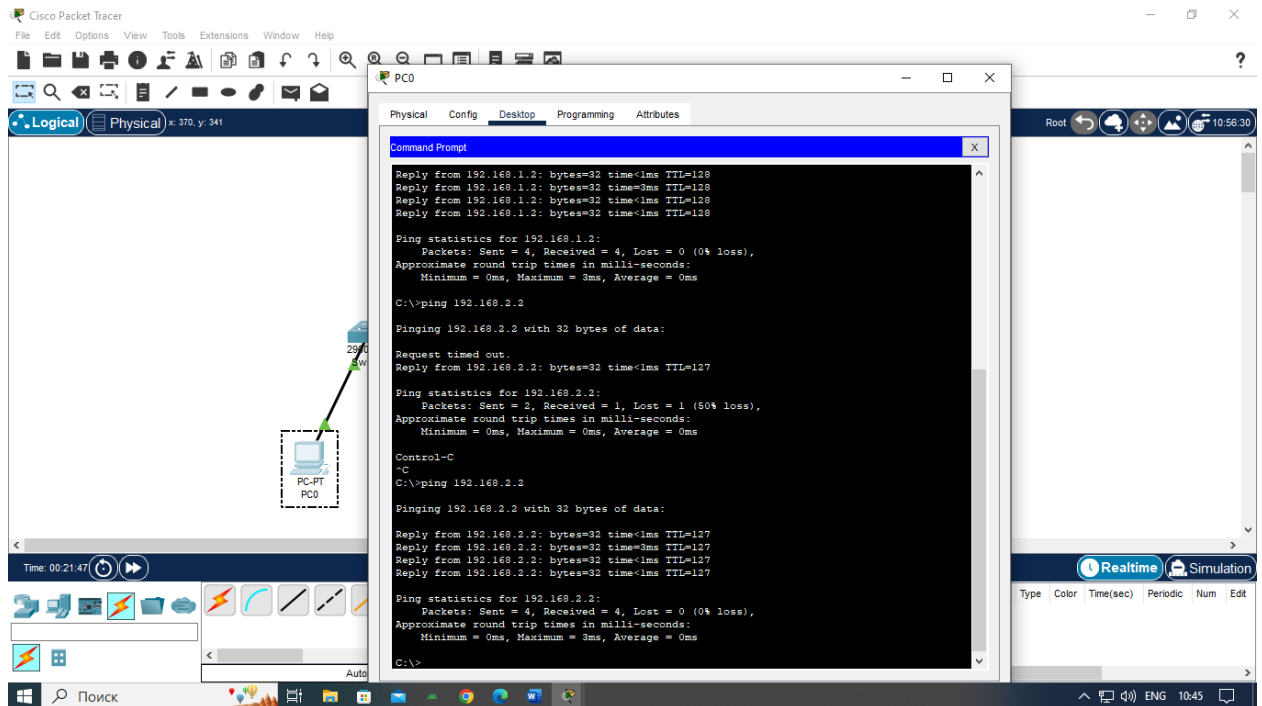 Cisco Packet Tracer
File Edit Options View Tools Extensions Window Help
?
PC0
Physical Config Desktop Programming Attributes
Logical Physical x: 370, y: 341
Root 10:56:30
Command Prompt X
Reply from 192.168.1.2: bytes=32 time<1ms TTL=128
Reply from 192.168.1.2: bytes=32 time=3ms TTL=128
Reply from 192.168.1.2: bytes=32 time<1ms TTL=128
Reply from 192.168.1.2: bytes=32 time<1ms TTL=128
Ping statistics for 192.168.1.2:
Packets: Sent = 4, Received = 4, Lost = 0 (0% loss),
Approximate round trip times in milli-seconds:
Minimum = 0ms, Maximum = 3ms, Average = 0ms
C:\>ping 192.168.2.2
Pinging 192.168.2.2 with 32 bytes of data:
Request timed out.
Reply from 192.168.2.2: bytes=32 time<1ms TTL=127
Ping statistics for 192.168.2.2:
Packets: Sent = 2, Received = 1, Lost = 1 (50% loss),
Approximate round trip times in milli-seconds:
Minimum = 0ms, Maximum = 0ms, Average = 0ms
Control-C
^C
C:\>ping 192.168.2.2
Pinging 192.168.2.2 with 32 bytes of data:
Reply from 192.168.2.2: bytes=32 time<1ms TTL=127
Reply from 192.168.2.2: bytes=32 time=3ms TTL=127
Reply from 192.168.2.2: bytes=32 time<1ms TTL=127
Reply from 192.168.2.2: bytes=32 time<1ms TTL=127
Ping statistics for 192.168.2.2:
Packets: Sent = 4, Received = 4, Lost = 0 (0% loss),
Approximate round trip times in milli-seconds:
Minimum = 0ms, Maximum = 3ms, Average = 0ms
C:\>
PC-PT
PC0
Time: 00:21:47
Realtime Simulation
Type Color Time(sec) Periodic Num Edit
Auto
Поиск
ENG 10:45